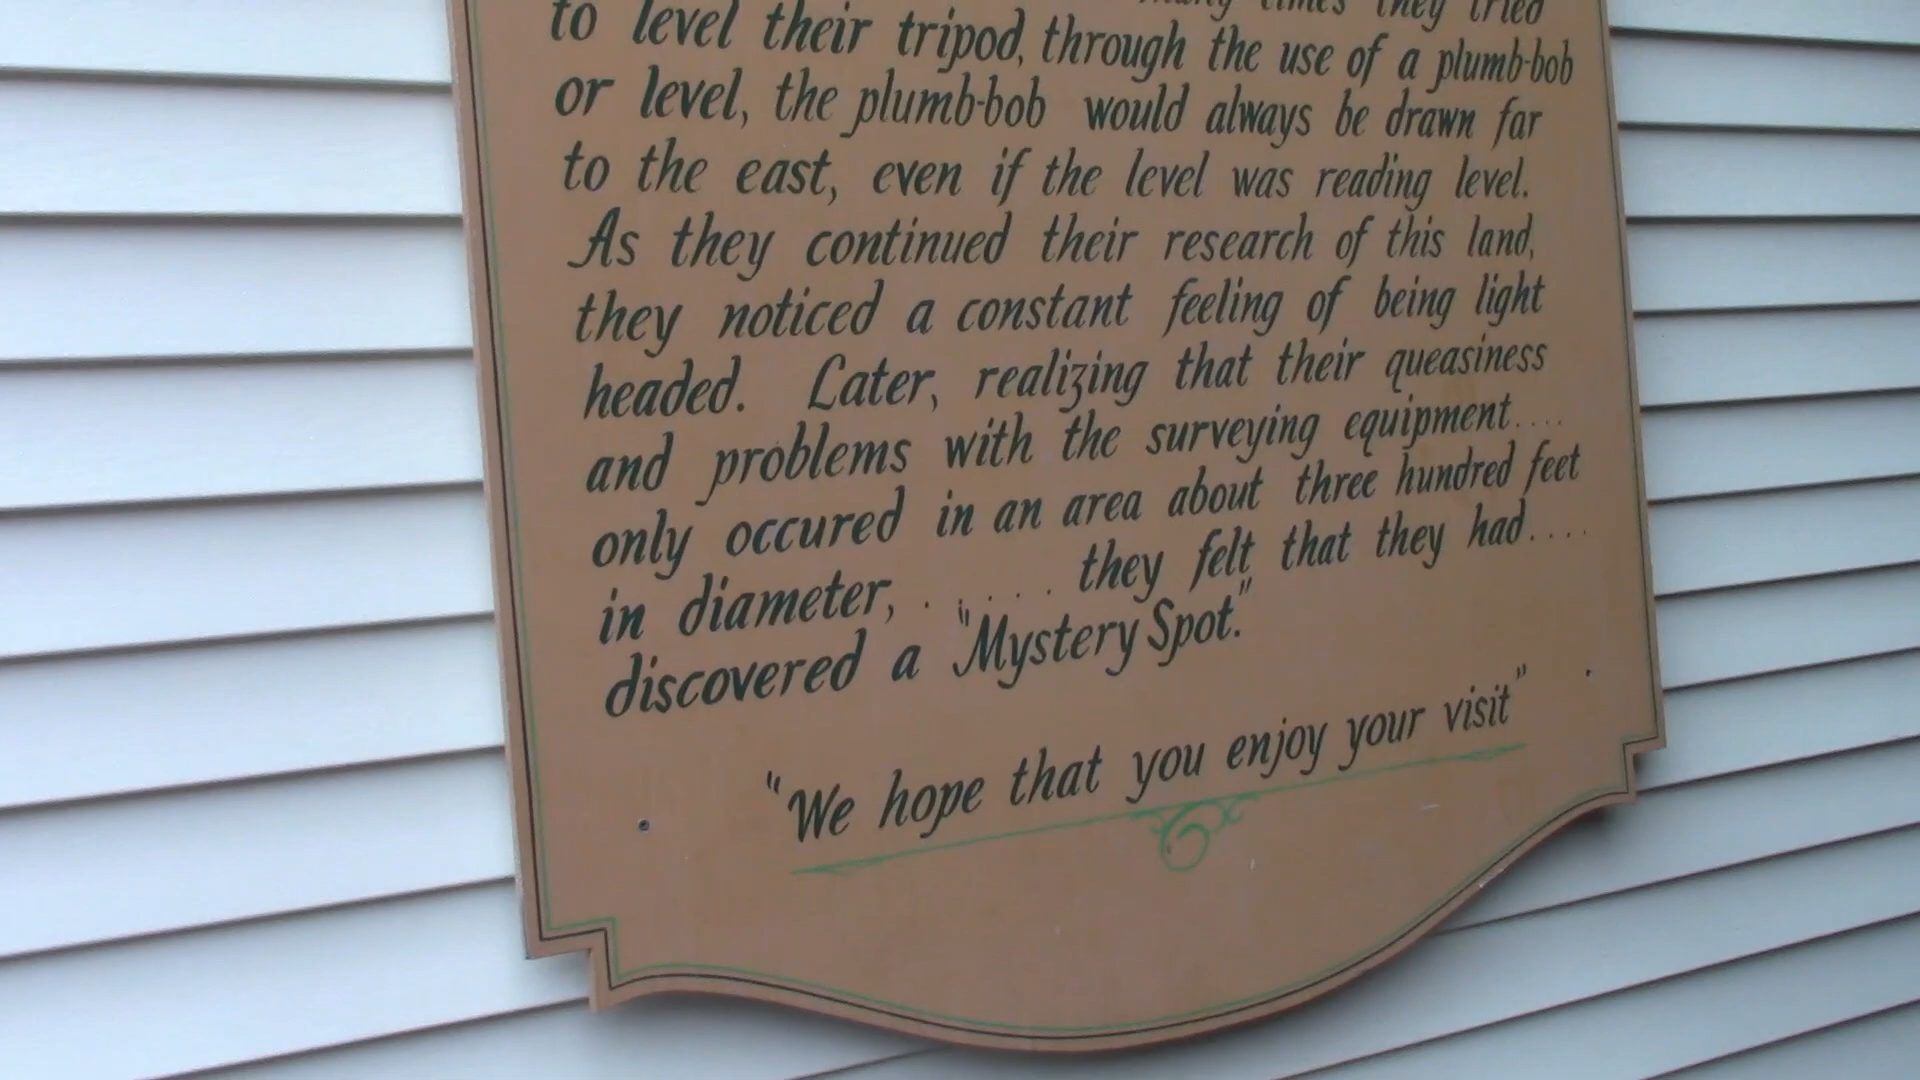 many times they tried
to level their tripod, through the use of a plumb-bob
or level, the plumb-bob would always be drawn far
to the east, even if the level was reading level.
As they continued their research of this land,
they noticed a constant feeling of being light
headed. Later, realizing that their queasiness
and problems with the surveying equipment....
only occured in an area about three hundred feet
in diameter, ...... they felt that they had....
discovered a "Mystery Spot."
"We hope that you enjoy your visit"